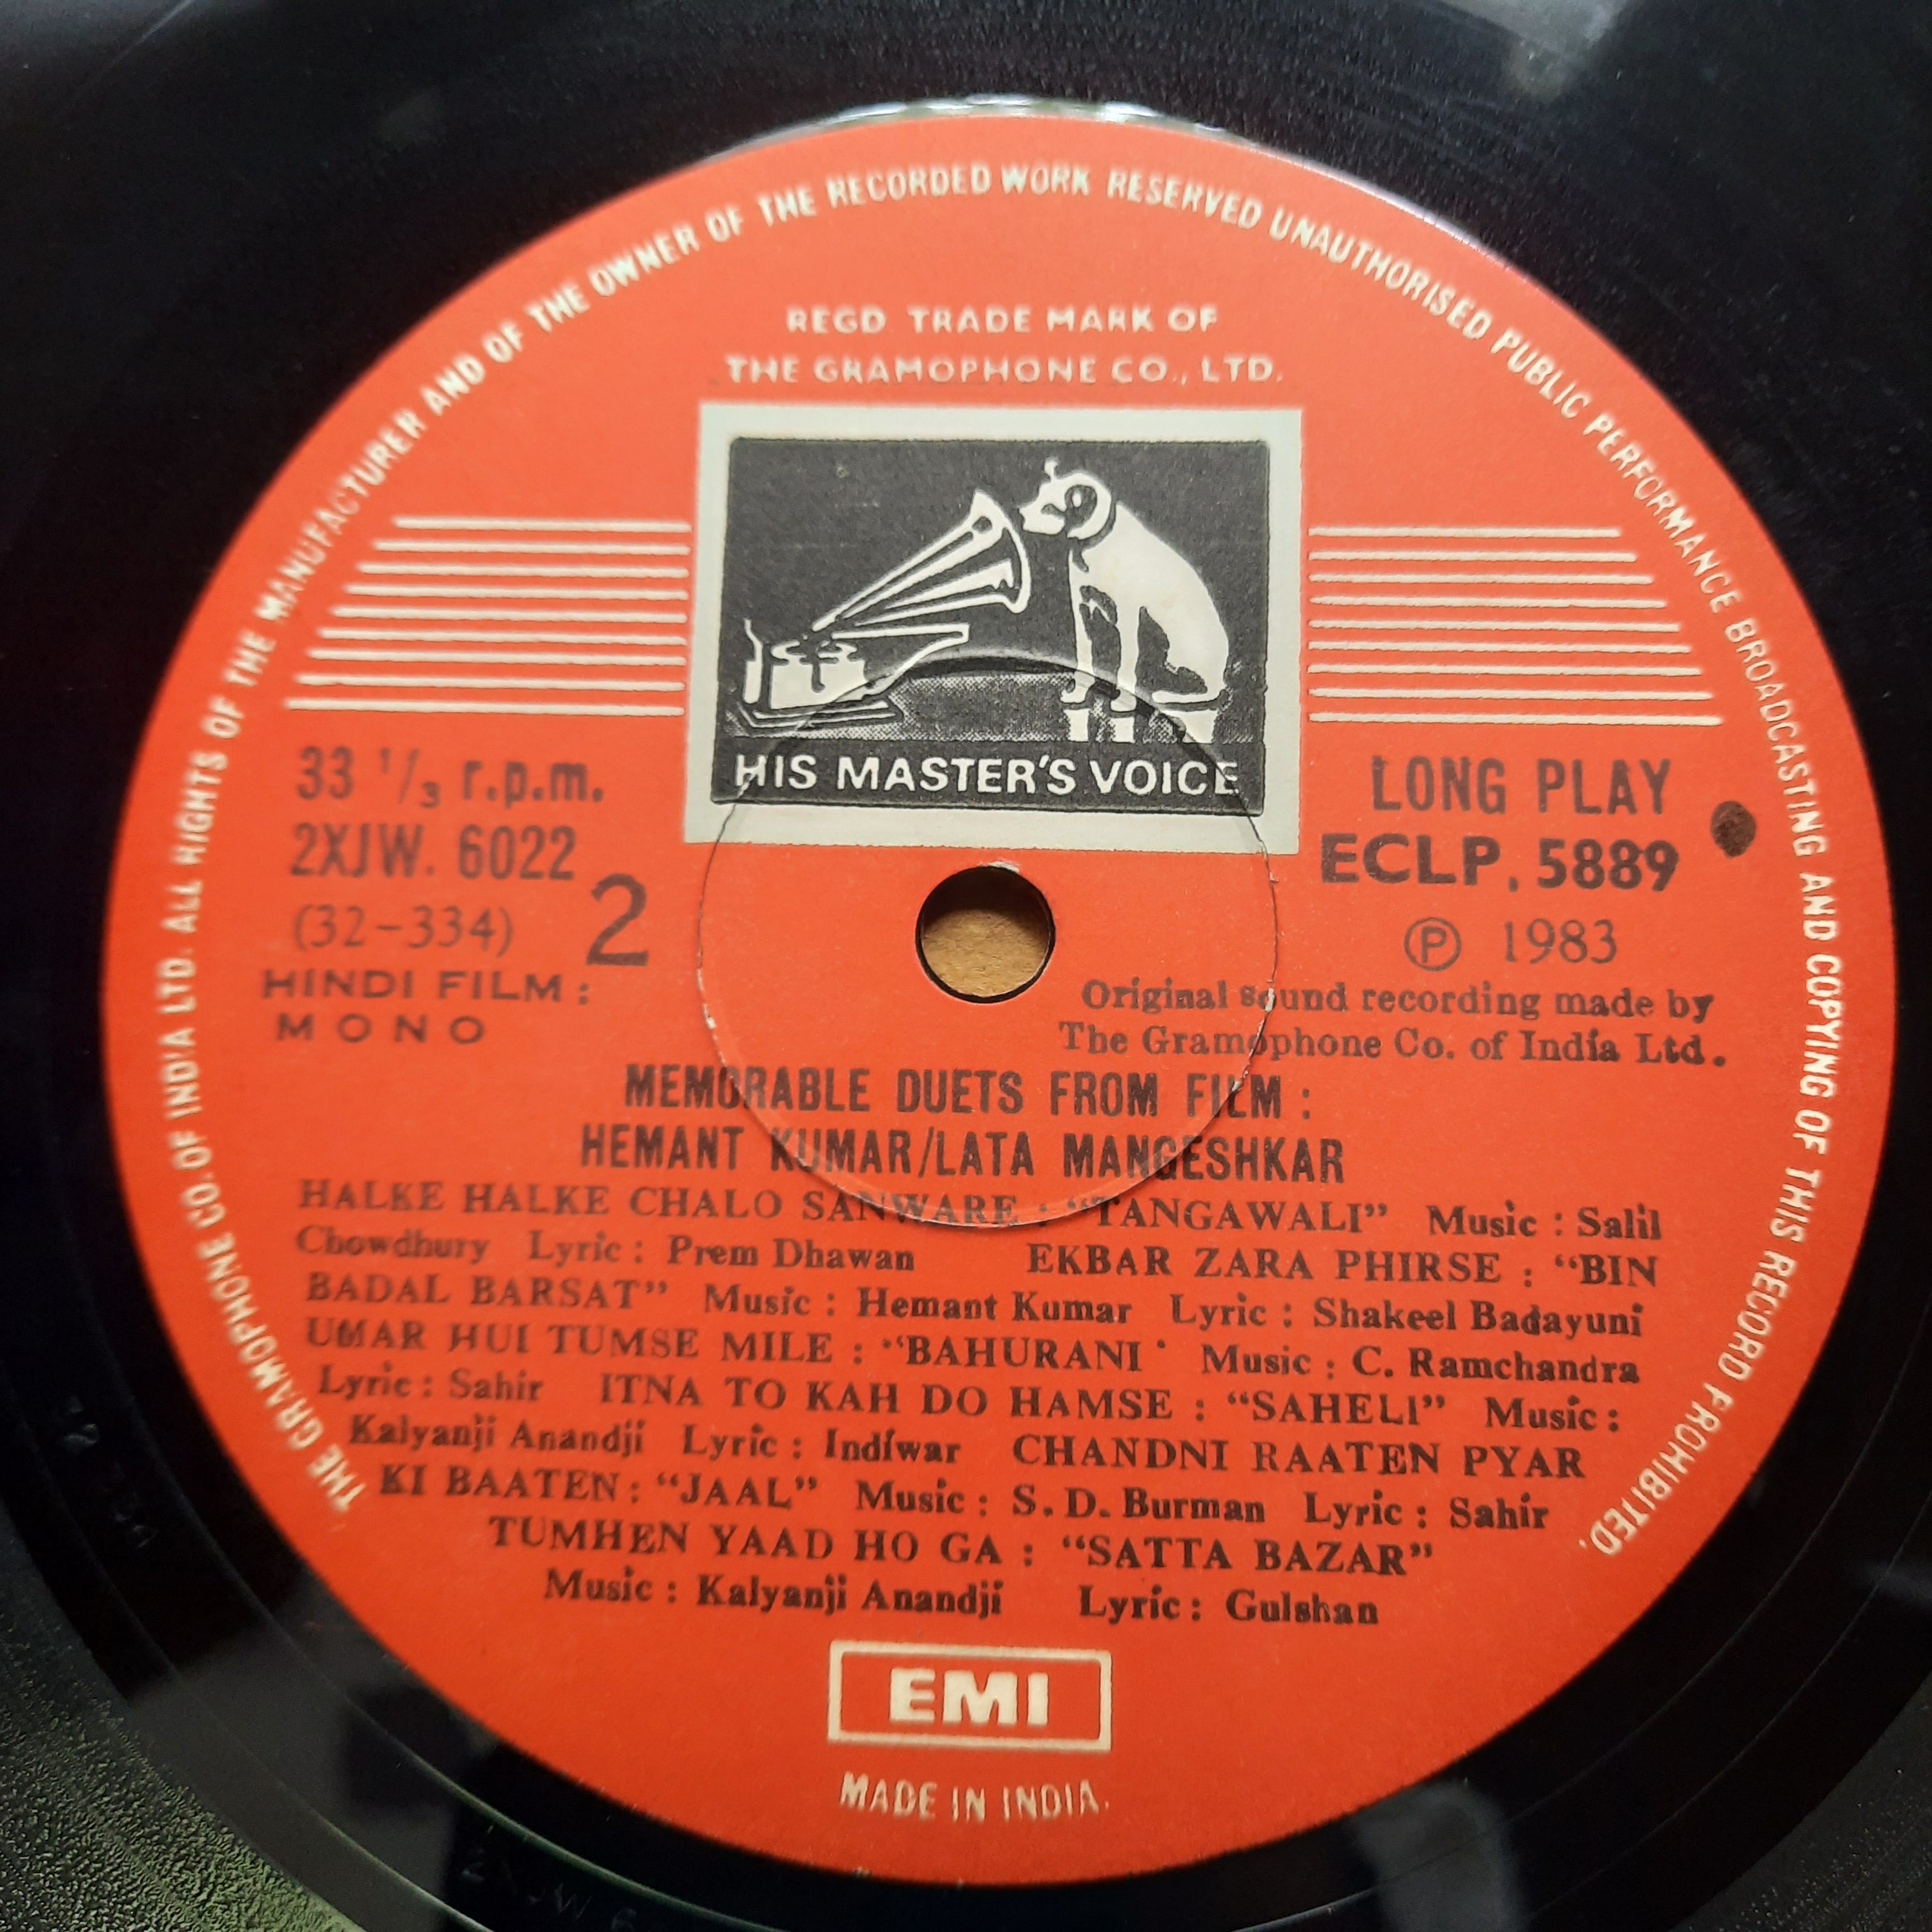 THE GRAMOPHONE CO. OF INDIA LTD. ALL RIGHTS OF THE MANUFACTURER AND OF THE OWNER OF THE RECORDED WORK RESERVED UNAUTHORISED PUBLIC PERFORMANCE BROADCASTING AND COPYING OF THIS RECORD PROHIBITED.
REGD TRADE MARK OF
THE GRAMOPHONE CO., LTD.
HIS MASTER'S VOICE
33 1/3 r.p.m.
2XJW. 6022
(32-334)
2
HINDI FILM :
MONO
LONG PLAY
ECLP. 5889
Ⓟ 1983
Original sound recording made by
The Gramophone Co. of India Ltd.
MEMORABLE DUETS FROM FILM :
HEMANT KUMAR/LATA MANGESHKAR
HALKE HALKE CHALO SANWARE : "TANGAWALI" Music : Salil
Chowdhury Lyric : Prem Dhawan EKBAR ZARA PHIRSE : "BIN
BADAL BARSAT" Music : Hemant Kumar Lyric : Shakeel Badayuni
UMAR HUI TUMSE MILE : "BAHURANI ' Music : C. Ramchandra
Lyric : Sahir ITNA TO KAH DO HAMSE : "SAHELI" Music :
Kalyanji Anandji Lyric : Indiwar CHANDNI RAATEN PYAR
KI BAATEN : "JAAL" Music : S. D. Burman Lyric : Sahir
TUMHEN YAAD HO GA : "SATTA BAZAR"
Music : Kalyanji Anandji Lyric : Gulshan
EMI
MADE IN INDIA.